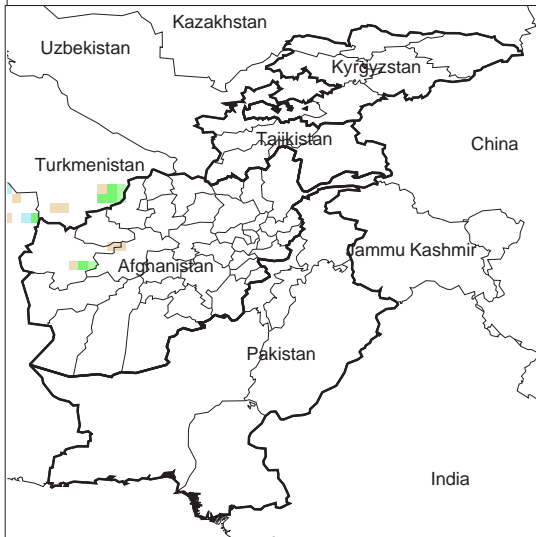 Kazakhstan
Uzbekistan
Kyrgyzstan
Tajikistan
China
Turkmenistan
Jammu Kashmir
Afghanistan
Pakistan
India